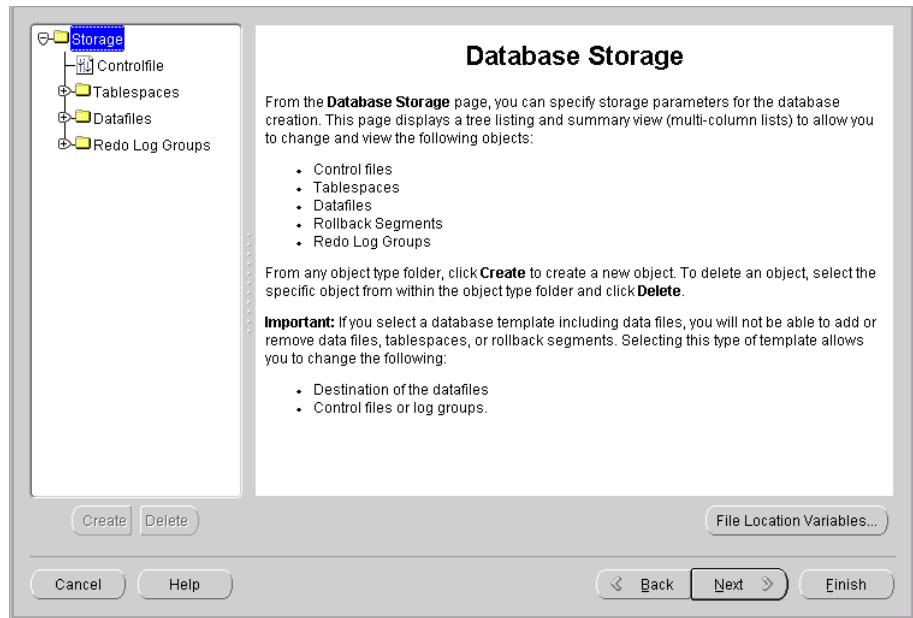 Storage
Controlfile
Tablespaces
Datafiles
Redo Log Groups
Database Storage
From the Database Storage page, you can specify storage parameters for the database
creation. This page displays a tree listing and summary view (multi-column lists) to allow you
to change and view the following objects:
• Control files
• Tablespaces
• Datafiles
• Rollback Segments
• Redo Log Groups
From any object type folder, click Create to create a new object. To delete an object, select the
specific object from within the object type folder and click Delete.
Important: If you select a database template including data files, you will not be able to add or
remove data files, tablespaces, or rollback segments. Selecting this type of template allows
you to change the following:
• Destination of the datafiles
• Control files or log groups.
Create Delete
File Location Variables...
Cancel Help Back Next Finish